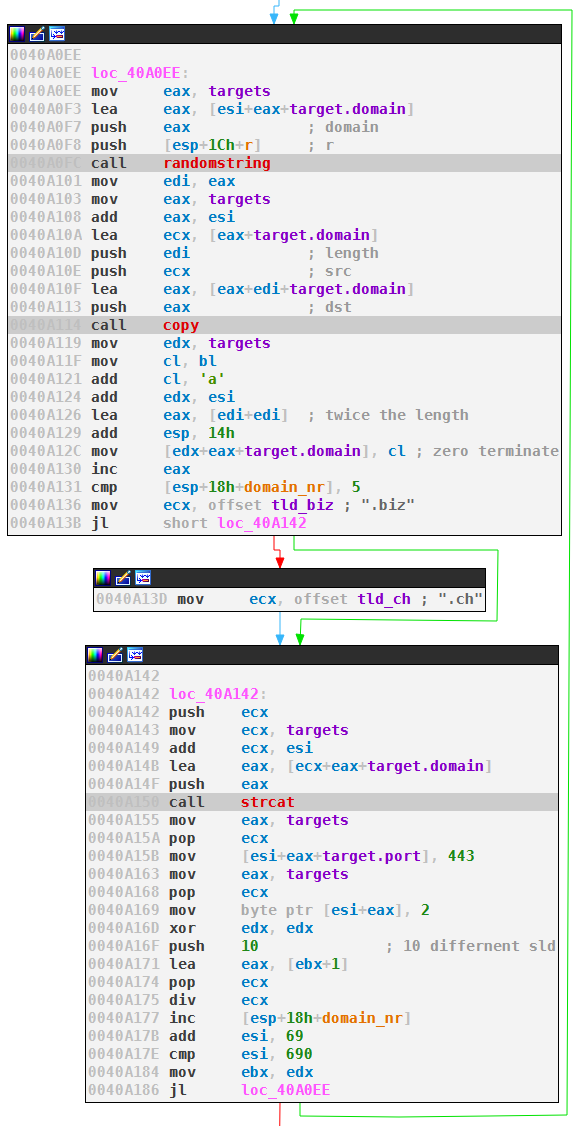 0040A0EE
0040A0EE loc_40A0EE:
0040A0EE mov eax, targets
0040A0F3 lea eax, [esi+eax+target.domain]
0040A0F7 push eax ; domain
0040A0F8 push [esp+1Ch+r] ; r
0040A0FC call randomstring
0040A101 mov edi, eax
0040A103 mov eax, targets
0040A108 add eax, esi
0040A10A lea ecx, [eax+target.domain]
0040A10D push edi ; length
0040A10E push ecx ; src
0040A10F lea eax, [eax+edi+target.domain]
0040A113 push eax ; dst
0040A114 call copy
0040A119 mov edx, targets
0040A11F mov cl, bl
0040A121 add cl, 'a'
0040A124 add edx, esi
0040A126 lea eax, [edi+edi] ; twice the length
0040A129 add esp, 14h
0040A12C mov [edx+eax+target.domain], cl ; zero terminate
0040A130 inc eax
0040A131 cmp [esp+18h+domain_nr], 5
0040A136 mov ecx, offset tld_biz ; ".biz"
0040A13B jl short loc_40A142
0040A13D mov ecx, offset tld_ch ; ".ch"
0040A142
0040A142 loc_40A142:
0040A142 push ecx
0040A143 mov ecx, targets
0040A149 add ecx, esi
0040A14B lea eax, [ecx+eax+target.domain]
0040A14F push eax
0040A150 call strcat
0040A155 mov eax, targets
0040A15A pop ecx
0040A15B mov [esi+eax+target.port], 443
0040A163 mov eax, targets
0040A168 pop ecx
0040A169 mov byte ptr [esi+eax], 2
0040A16D xor edx, edx
0040A16F push 10 ; 10 differnent sld
0040A171 lea eax, [ebx+1]
0040A174 pop ecx
0040A175 div ecx
0040A177 inc [esp+18h+domain_nr]
0040A17B add esi, 69
0040A17E cmp esi, 690
0040A184 mov ebx, edx
0040A186 jl loc_40A0EE